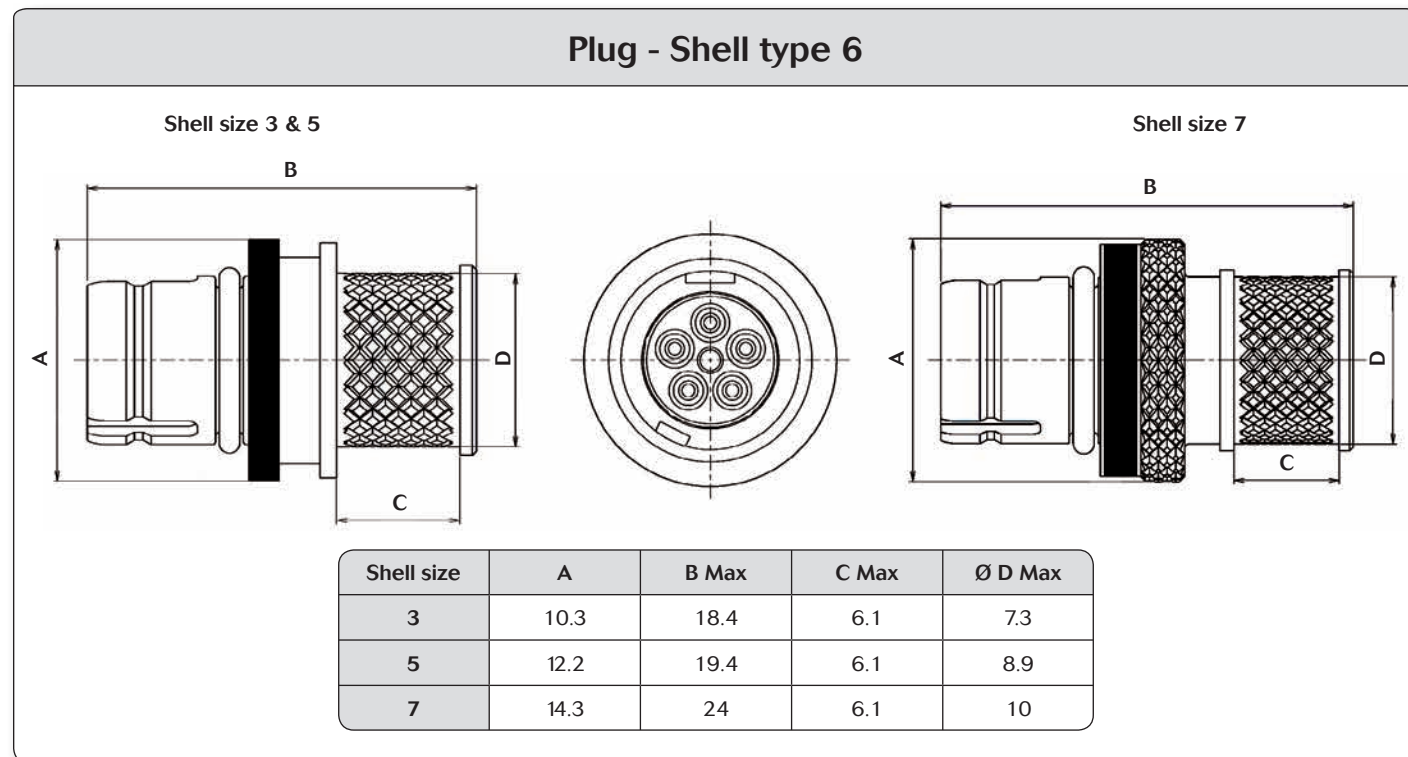 Plug - Shell type 6
Shell size 3 & 5
Shell size 7
B
B
A
D
C
A
D
C
Shell size A B Max C Max Ø D Max
3 10.3 18.4 6.1 7.3
5 12.2 19.4 6.1 8.9
7 14.3 24 6.1 10